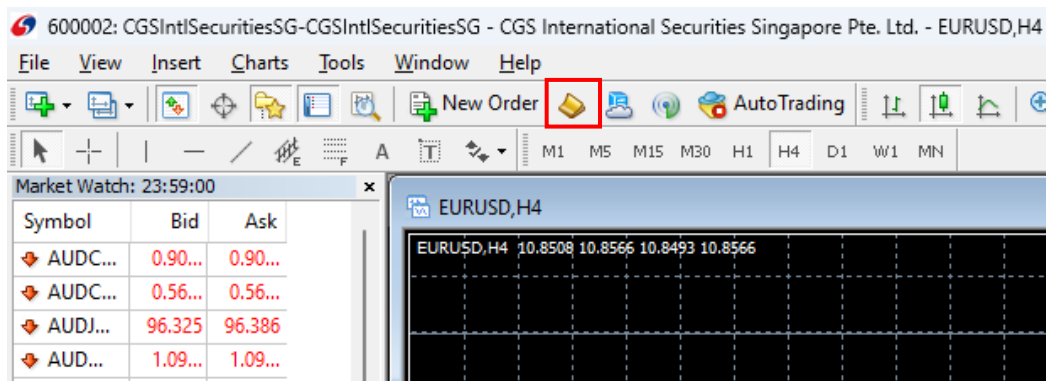 600002: CGSIntlSecuritiesSG-CGSIntlSecuritiesSG - CGS International Securities Singapore Pte. Ltd. - EURUSD,H4
File View Insert Charts Tools Window Help
New Order AutoTrading
E F A T M1 M5 M15 M30 H1 H4 D1 W1 MN
Market Watch: 23:59:00
EURUSD,H4
Symbol Bid Ask
EURUSD,H4 10.8508 10.8566 10.8493 10.8566
AUDC... 0.90... 0.90...
AUDC... 0.56... 0.56...
AUDJ... 96.325 96.386
AUD... 1.09... 1.09...